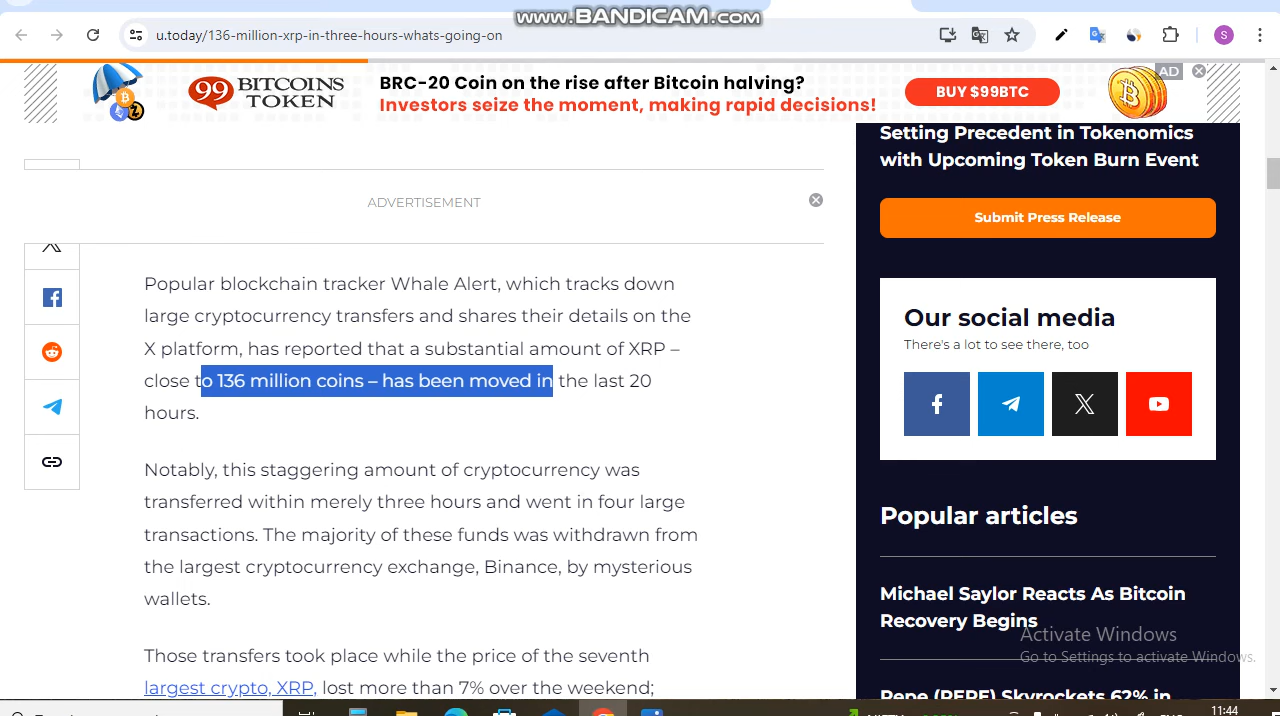 www.BANDICAM.com
u.today/136-million-xrp-in-three-hours-whats-going-on
S
99 BITCOINS TOKEN
BRC-20 Coin on the rise after Bitcoin halving?
Investors seize the moment, making rapid decisions!
BUY $99BTC
AD
ADVERTISEMENT
Popular blockchain tracker Whale Alert, which tracks down
large cryptocurrency transfers and shares their details on the
X platform, has reported that a substantial amount of XRP –
close to 136 million coins – has been moved in the last 20
hours.
Notably, this staggering amount of cryptocurrency was
transferred within merely three hours and went in four large
transactions. The majority of these funds was withdrawn from
the largest cryptocurrency exchange, Binance, by mysterious
wallets.
Those transfers took place while the price of the seventh
largest crypto, XRP, lost more than 7% over the weekend;
Setting Precedent in Tokenomics
with Upcoming Token Burn Event
Submit Press Release
Our social media
There's a lot to see there, too
Popular articles
Michael Saylor Reacts As Bitcoin
Recovery Begins
Pepe (PEPE) Skyrockets 62% in
Activate Windows
Go to Settings to activate Windows.
11:44